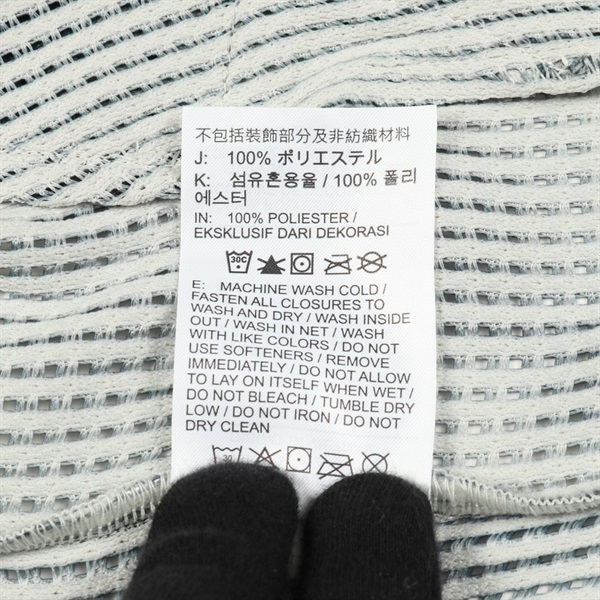 不包括裝飾部分及非紡織材料
J: 100% ポリエステル
K: 섬유혼용율 / 100% 폴리
에스터
IN: 100% POLIESTER /
EKSKLUSIF DARI DEKORASI
30C
E: MACHINE WASH COLD /
FASTEN ALL CLOSURES TO
WASH AND DRY / WASH INSIDE
OUT / WASH IN NET / WASH
WITH LIKE COLORS / DO NOT
USE SOFTENERS / REMOVE
IMMEDIATELY / DO NOT ALLOW
TO LAY ON ITSELF WHEN WET /
DO NOT BLEACH / TUMBLE DRY
LOW / DO NOT IRON / DO NOT
DRY CLEAN
30